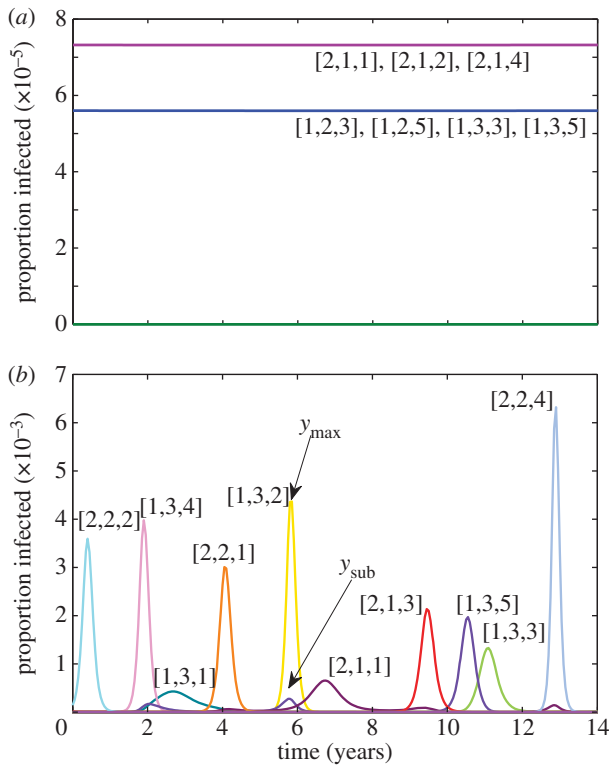 (a)
8
6
4
2
0
proportion infected (×10⁻⁵)
[2,1,1], [2,1,2], [2,1,4]
[1,2,3], [1,2,5], [1,3,3], [1,3,5]
(b)
7
6
5
4
3
2
1
proportion infected (×10⁻³)
[2,2,2]
[1,3,4]
[1,3,1]
[2,2,1]
[1,3,2]
y_max
y_sub
[2,1,1]
[2,1,3]
[1,3,5]
[1,3,3]
[2,2,4]
0 2 4 6 8 10 12 14
time (years)